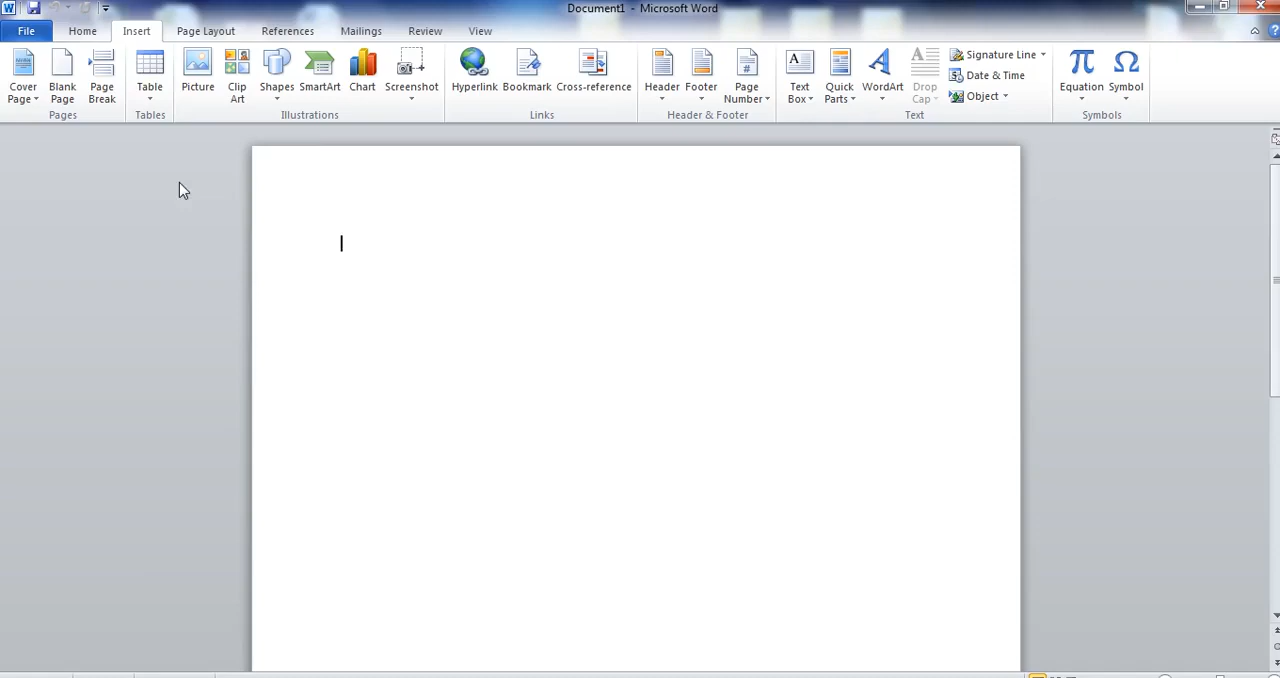 Document1 - Microsoft Word
File Home Insert Page Layout References Mailings Review View
Cover Page Blank Page Page Break Table Picture Clip Art Shapes SmartArt Chart Screenshot Hyperlink Bookmark Cross-reference Header Footer Page Number Text Box Quick Parts WordArt Drop Cap Signature Line Date & Time Object Equation Symbol
Pages Tables Illustrations Links Header & Footer Text Symbols